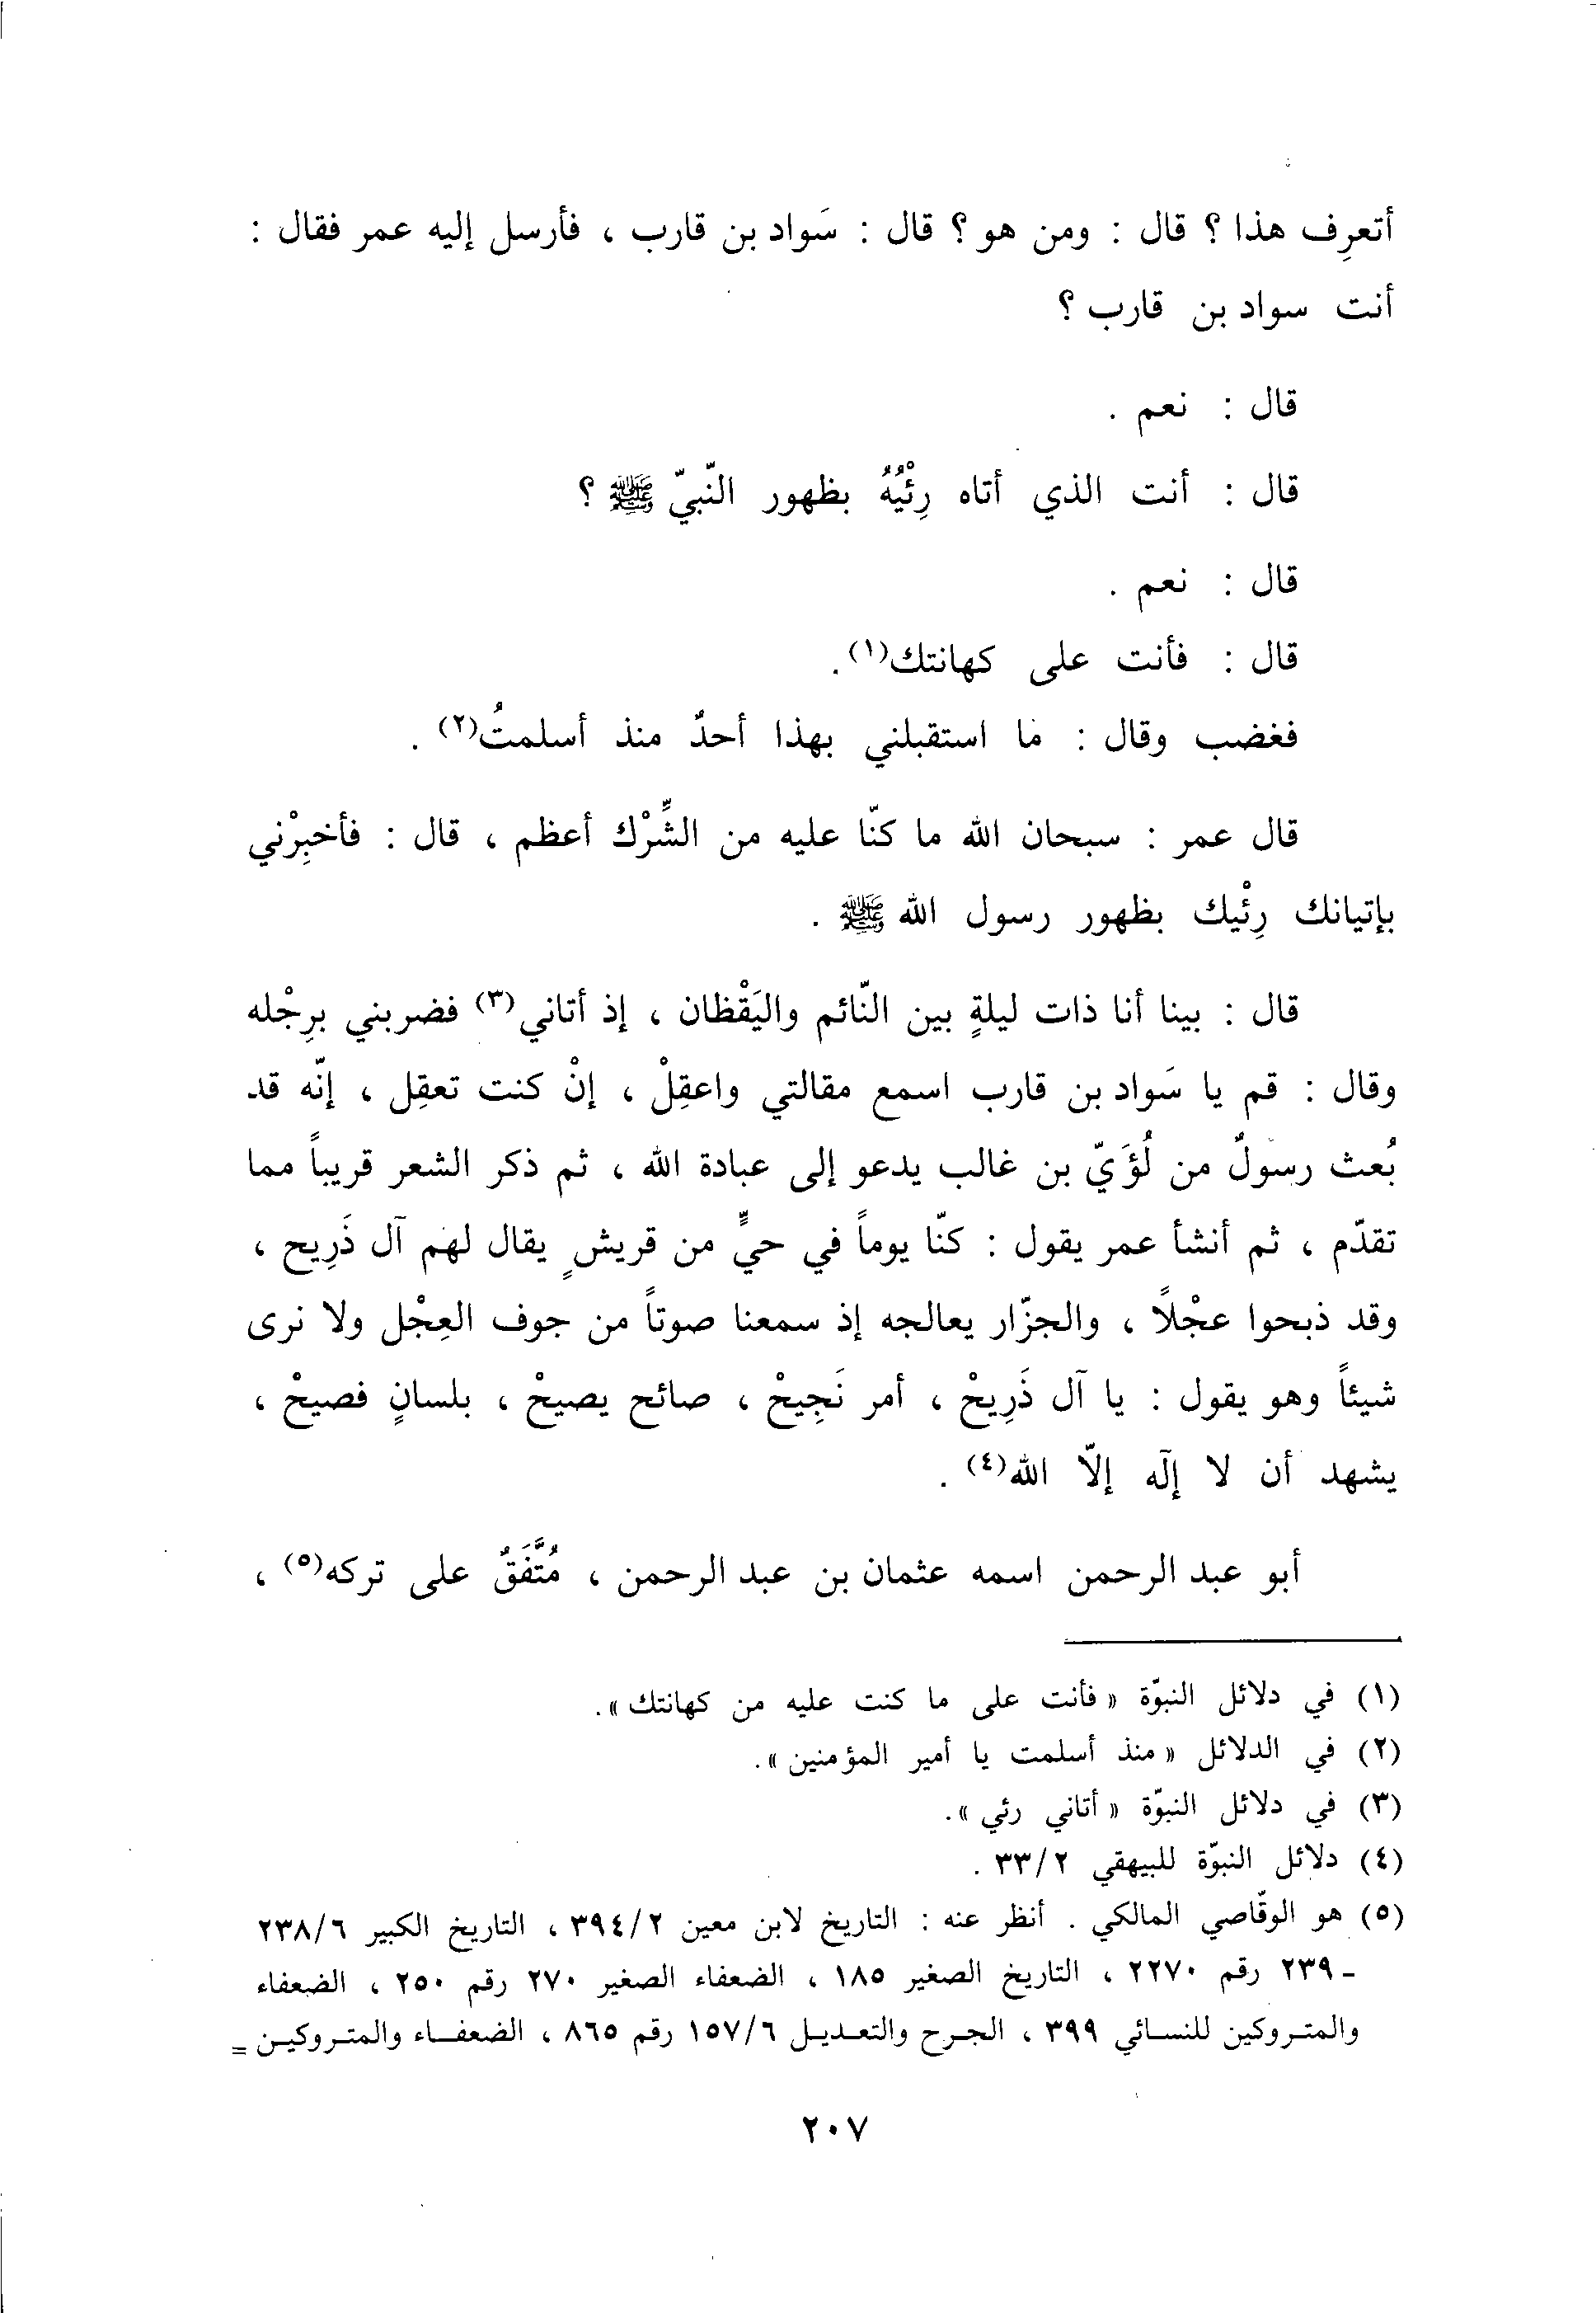 أتعرِف هذا ؟ قال : ومن هو ؟ قال : سَواد بن قارب ، فأرسل إليه عمر فقال :
أنت سواد بن قارب ؟
قال : نعم .
قال : أنت الذي أتاه رِئْيُهُ بظهور النّبيّ ﷺ ؟
قال : نعم .
قال : فأنت على كهانتك(١).
فغضب وقال : ما استقبلني بهذا أحدٌ منذ أسلمتُ(٢) .
قال عمر : سبحان الله ما كنّا عليه من الشِّرْك أعظم ، قال : فأخبِرْني
بإتيانك رِئْيك بظهور رسول الله ﷺ .
قال : بينا أنا ذات ليلةٍ بين النّائم واليَقْظان ، إذ أتاني(٣) فضربني برِجْله
وقال : قم يا سَواد بن قارب اسمع مقالتي واعقِلْ ، إنْ كنت تعقِل ، إنّه قد
بُعث رسولٌ من لُؤَيّ بن غالب يدعو إلى عبادة الله ، ثم ذكر الشعر قريباً مما
تقدّم ، ثم أنشأ عمر يقول : كنّا يوماً في حيٍّ من قريشٍ يقال لهم آل ذَرِيح ،
وقد ذبحوا عجْلاً ، والجزّار يعالجه إذ سمعنا صوتاً من جوف العِجْل ولا نرى
شيئاً وهو يقول : يا آل ذَرِيحْ ، أمر نَجِيحْ ، صائح يصيحْ ، بلسانٍ فصيحْ ،
يشهد أن لا إلٓه إلّا الله(٤) .
أبو عبد الرحمن اسمه عثمان بن عبد الرحمن ، مُتَّفَقٌ على تركه(٥) ،
(١) في دلائل النبوّة « فأنت على ما كنت عليه من كهانتك ».
(٢) في الدلائل « منذ أسلمت يا أمير المؤمنين ».
(٣) في دلائل النبوّة « أتاني رئي ».
(٤) دلائل النبوّة للبيهقي ٣٣/٢ .
(٥) هو الوقّاصي المالكي . أنظر عنه : التاريخ لابن معين ٣٩٤/٢ ، التاريخ الكبير ٢٣٨/٦
ـ ٢٣٩ رقم ٢٢٧٠ ، التاريخ الصغير ١٨٥ ، الضعفاء الصغير ٢٧٠ رقم ٢٥٠ ، الضعفاء
والمتـروكين للنسـائي ٣٩٩ ، الجـرح والتعـديـل ١٥٧/٦ رقم ٨٦٥ ، الضعفـاء والمتـروكيـن =
٢٠٧